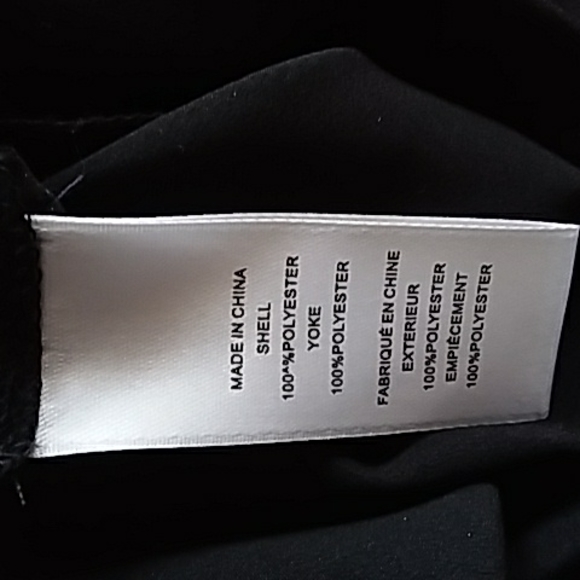 MADE IN CHINA
SHELL
100^%POLYESTER
YOKE
100%POLYESTER
FABRIQUÉ EN CHINE
EXTERIEUR
100%POLYESTER
EMPIÈCEMENT
100%POLYESTER